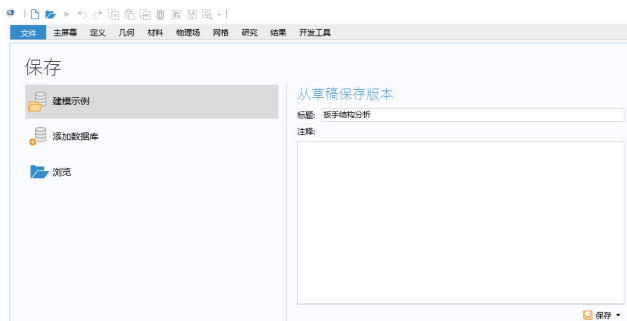 文件 主屏幕 定义 几何 材料 物理场 网格 研究 结果 开发工具
保存
建模示例
添加数据库
浏览
从草稿保存版本
标题: 扳手结构分析
注释:
保存